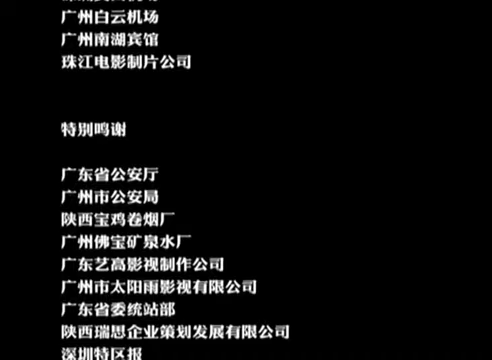 广州白云机场
广州南湖宾馆
珠江电影制片公司
特别鸣谢
广东省公安厅
广州市公安局
陕西宝鸡卷烟厂
广州佛宝矿泉水厂
广东艺高影视制作公司
广州市太阳雨影视有限公司
广东省委统站部
陕西瑞思企业策划发展有限公司
深圳特区报